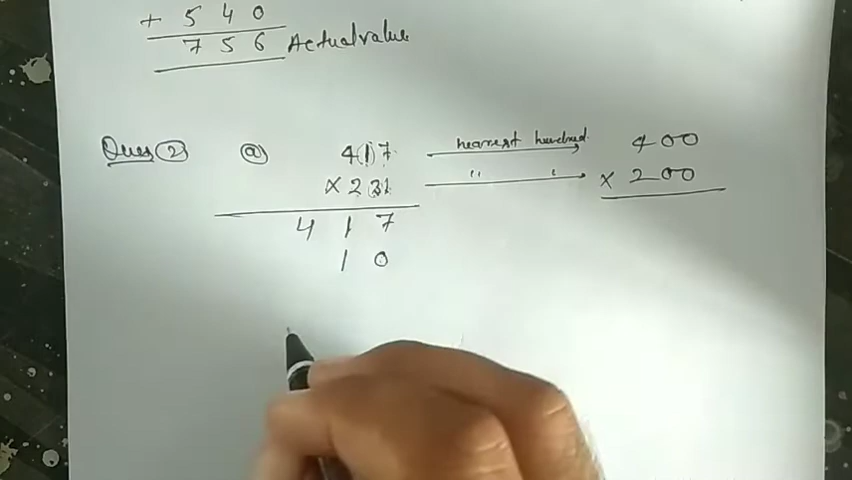 + 5 4 0
7 5 6 Actual value
Ques 2 a 417 nearest hundred 400
× 231 " " × 200
4 1 7
1 0